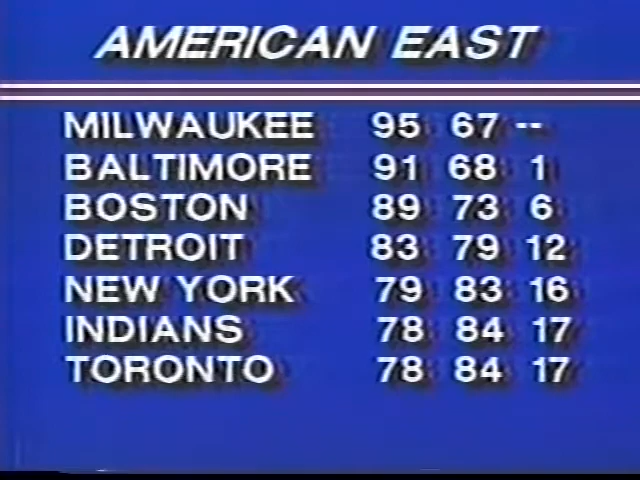 AMERICAN EAST
MILWAUKEE 95 67 --
BALTIMORE 91 68 1
BOSTON 89 73 6
DETROIT 83 79 12
NEW YORK 79 83 16
INDIANS 78 84 17
TORONTO 78 84 17